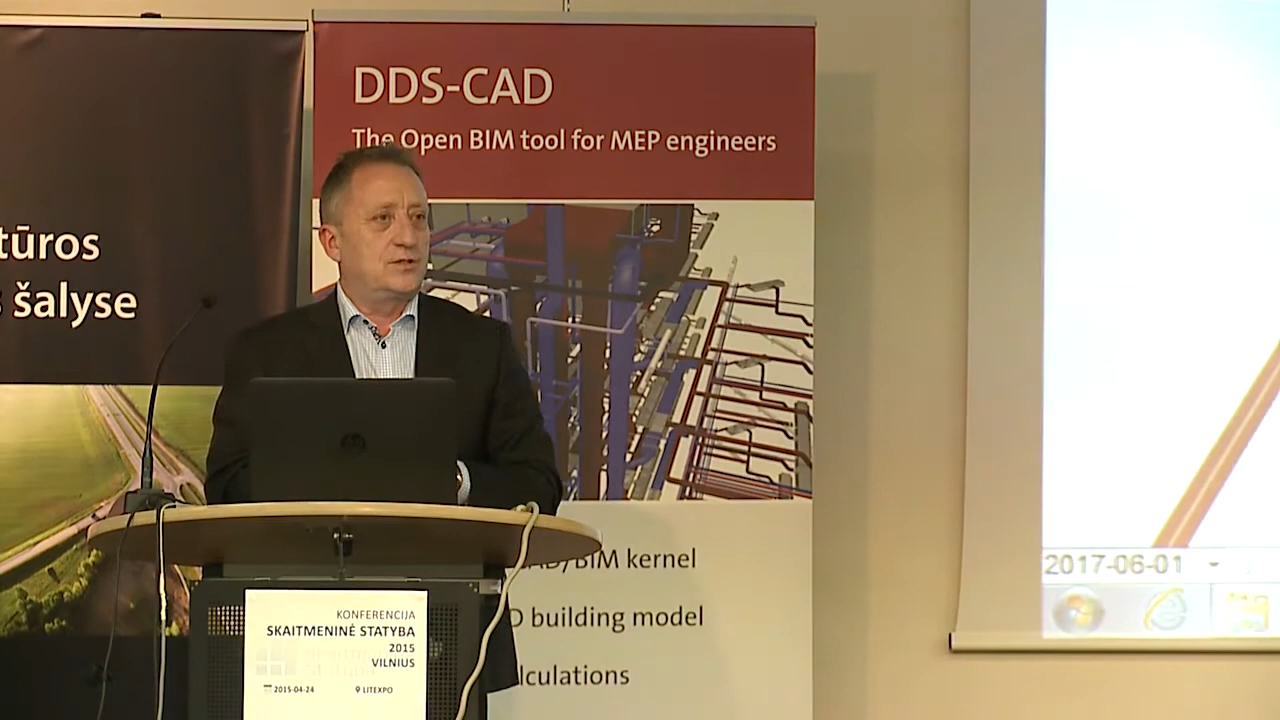 tūros
šalyse
DDS-CAD
The Open BIM tool for MEP engineers
CAD/BIM kernel
building model
KONFERENCIJA
SKAITMENINĖ STATYBA
2015
VILNIUS
2015-04-24
LITEXPO
2017-06-01